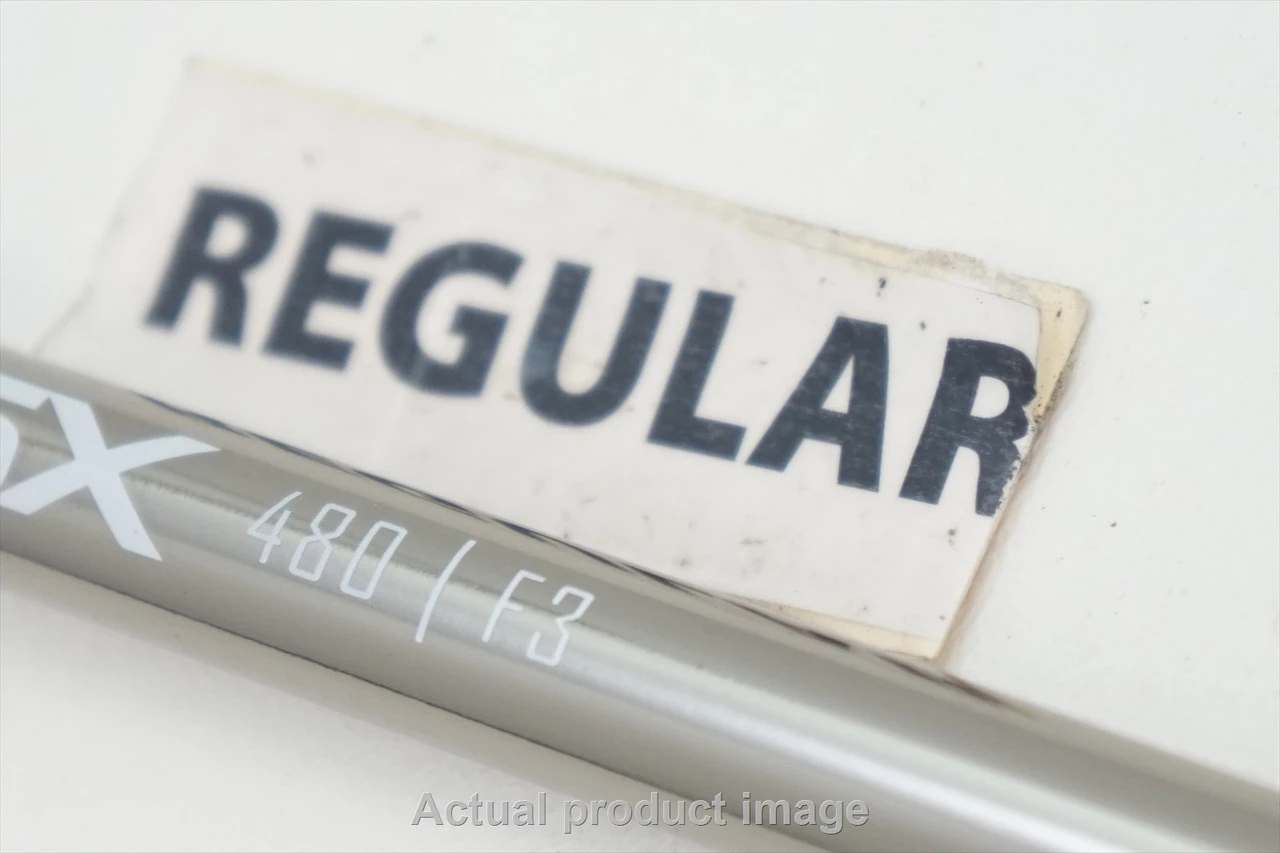 REGULAR
X 480 / F3
Actual product image